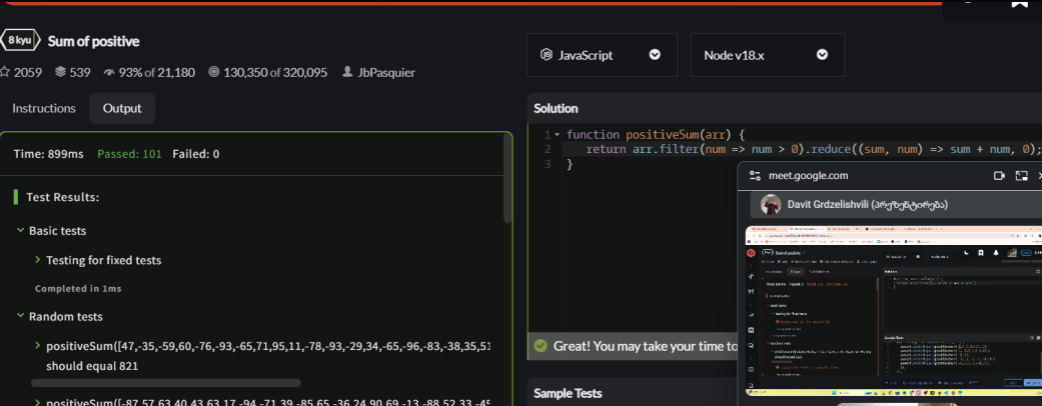 8 kyu Sum of positive
2059 539 93% of 21,180 130,350 of 320,095 JbPasquier
Instructions Output
Time: 899ms Passed: 101 Failed: 0
Test Results:
Basic tests
Testing for fixed tests
Completed in 1ms
Random tests
positiveSum([47,-35,-59,60,-76,-93,-65,71,95,11,-78,-93,-29,34,-65,-96,-83,-38,35,51
should equal 821
positiveSum([-87,57,63,40,43,63,17,-94,-71,39,-85,65,-36,24,90,69,-13,-88,52,33,-45
JavaScript Node v18.x
Solution
1 function positiveSum(arr) {
2 return arr.filter(num => num > 0).reduce((sum, num) => sum + num, 0);
3 }
Great! You may take your time to
Sample Tests
meet.google.com
Davit Grdzelishvili (პრეზენტირება)
Sum of positive